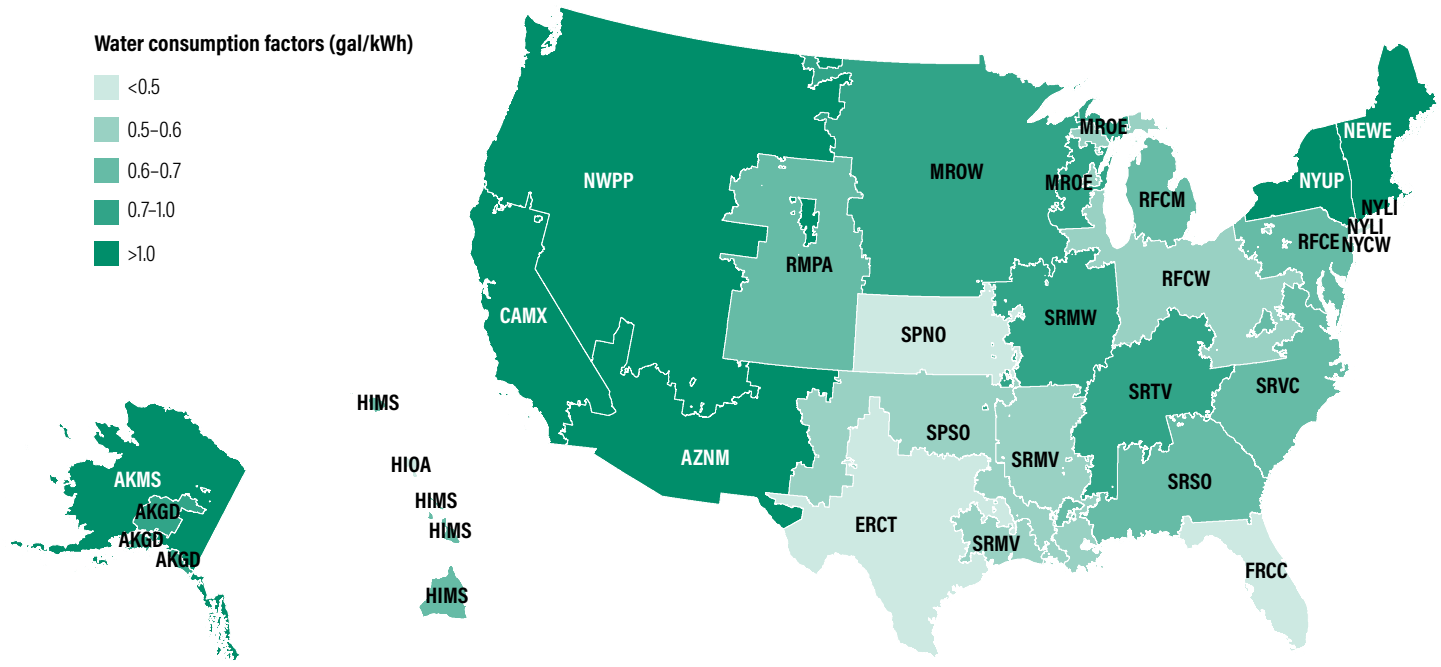 Water consumption factors (gal/kWh)
<0.5
0.5–0.6
0.6–0.7
0.7–1.0
>1.0
MROE
NEWE
NWPP
MROW
MROE
NYUP
RFCM
NYLI
NYLI
RFCE
NYCW
RMPA
RFCW
CAMX
SRMW
SPNO
SRTV
SRVC
HIMS
SPSO
AZNM
SRMV
HIOA
AKMS
SRSO
HIMS
AKGD
ERCT
HIMS
AKGD
SRMV
AKGD
FRCC
HIMS